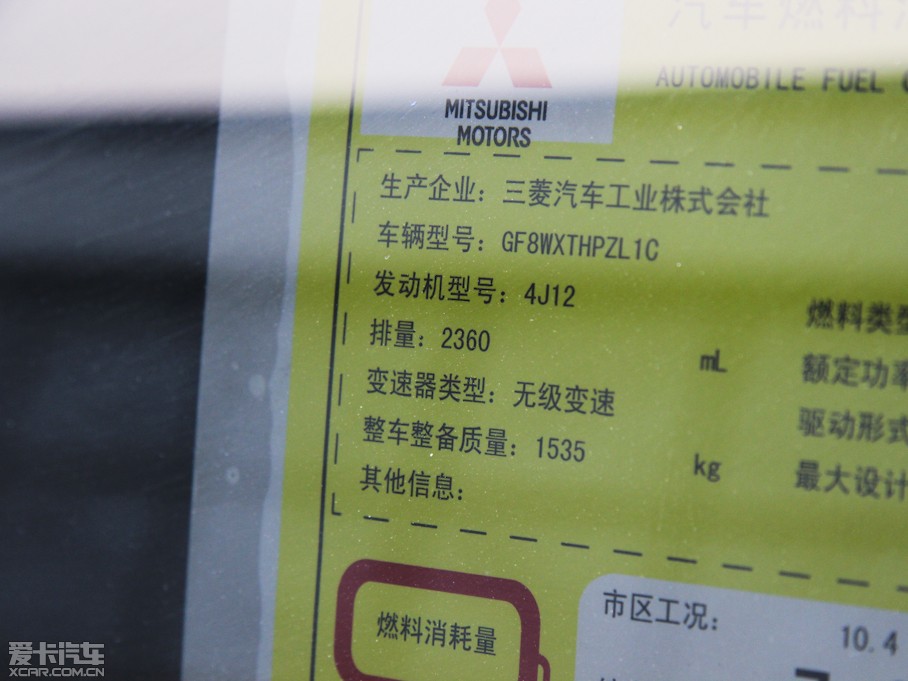 汽车燃料
AUTOMOBILE FUEL
MITSUBISHI
MOTORS
生产企业：三菱汽车工业株式会社
车辆型号：GF8WXTHPZL1C
发动机型号：4J12
燃料类型
排量：2360 mL
额定功率
变速器类型：无级变速
驱动形式
整车整备质量：1535 kg
最大设计
其他信息：
燃料消耗量
市区工况：
10.4
爱卡汽车
XCAR.COM.CN